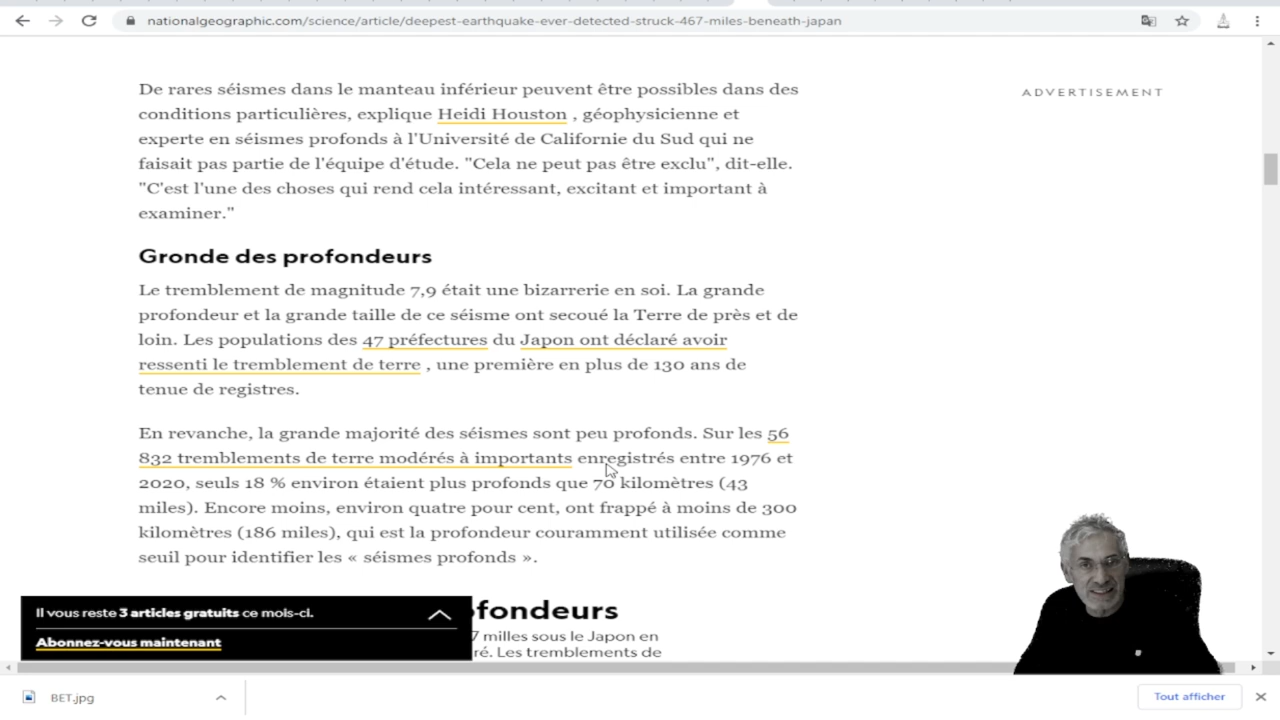 nationalgeographic.com/science/article/deepest-earthquake-ever-detected-struck-467-miles-beneath-japan
De rares séismes dans le manteau inférieur peuvent être possibles dans des
conditions particulières, explique Heidi Houston , géophysicienne et
experte en séismes profonds à l'Université de Californie du Sud qui ne
faisait pas partie de l'équipe d'étude. "Cela ne peut pas être exclu", dit-elle.
"C'est l'une des choses qui rend cela intéressant, excitant et important à
examiner."
ADVERTISEMENT
Gronde des profondeurs
Le tremblement de magnitude 7,9 était une bizarrerie en soi. La grande
profondeur et la grande taille de ce séisme ont secoué la Terre de près et de
loin. Les populations des 47 préfectures du Japon ont déclaré avoir
ressenti le tremblement de terre , une première en plus de 130 ans de
tenue de registres.
En revanche, la grande majorité des séismes sont peu profonds. Sur les 56
832 tremblements de terre modérés à importants enregistrés entre 1976 et
2020, seuls 18 % environ étaient plus profonds que 70 kilomètres (43
miles). Encore moins, environ quatre pour cent, ont frappé à moins de 300
kilomètres (186 miles), qui est la profondeur couramment utilisée comme
seuil pour identifier les « séismes profonds ».
ofondeurs
7 milles sous le Japon en
ré. Les tremblements de
Il vous reste 3 articles gratuits ce mois-ci.
Abonnez-vous maintenant
BET.jpg
Tout afficher